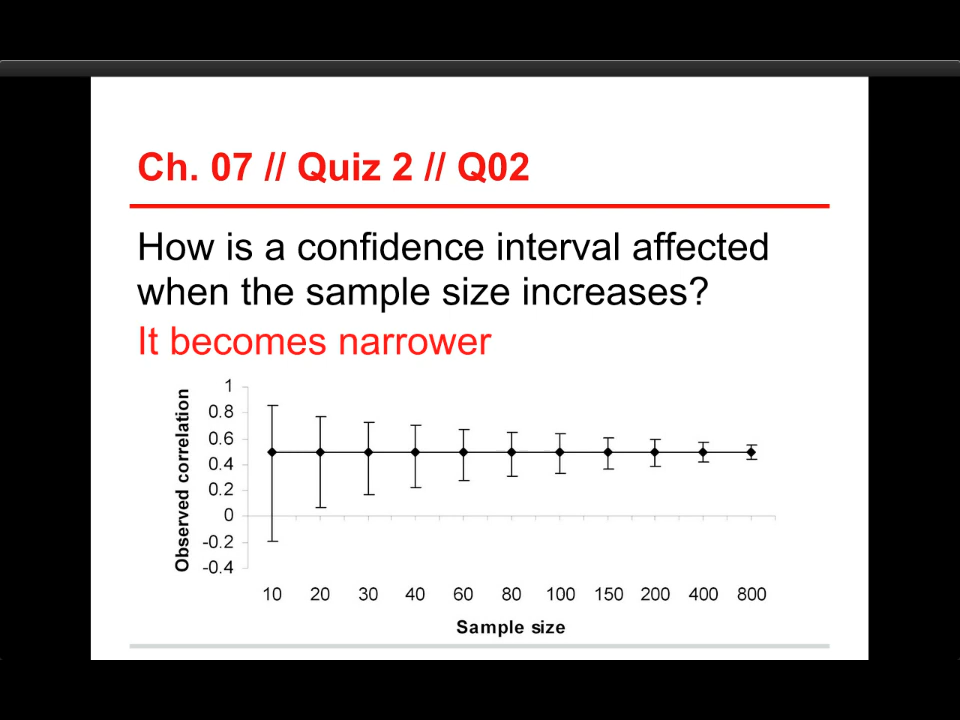 Ch. 07 // Quiz 2 // Q02
How is a confidence interval affected
when the sample size increases?
It becomes narrower
Observed correlation
1
0.8
0.6
0.4
0.2
0
-0.2
-0.4
10 20 30 40 60 80 100 150 200 400 800
Sample size